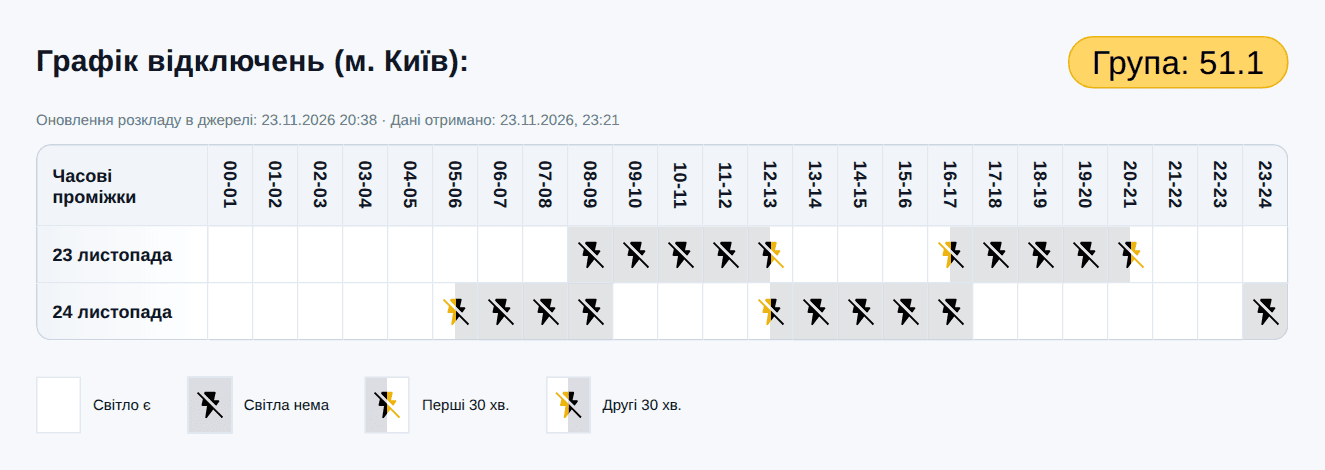 Графік відключень (м. Київ):
Група: 51.1
Оновлення розкладу в джерелі: 23.11.2026 20:38 · Дані отримано: 23.11.2026, 23:21
Часові
проміжки
00-01
01-02
02-03
03-04
04-05
05-06
06-07
07-08
08-09
09-10
10-11
11-12
12-13
13-14
14-15
15-16
16-17
17-18
18-19
19-20
20-21
21-22
22-23
23-24
23 листопада
24 листопада
Світло є
Світла нема
Перші 30 хв.
Другі 30 хв.